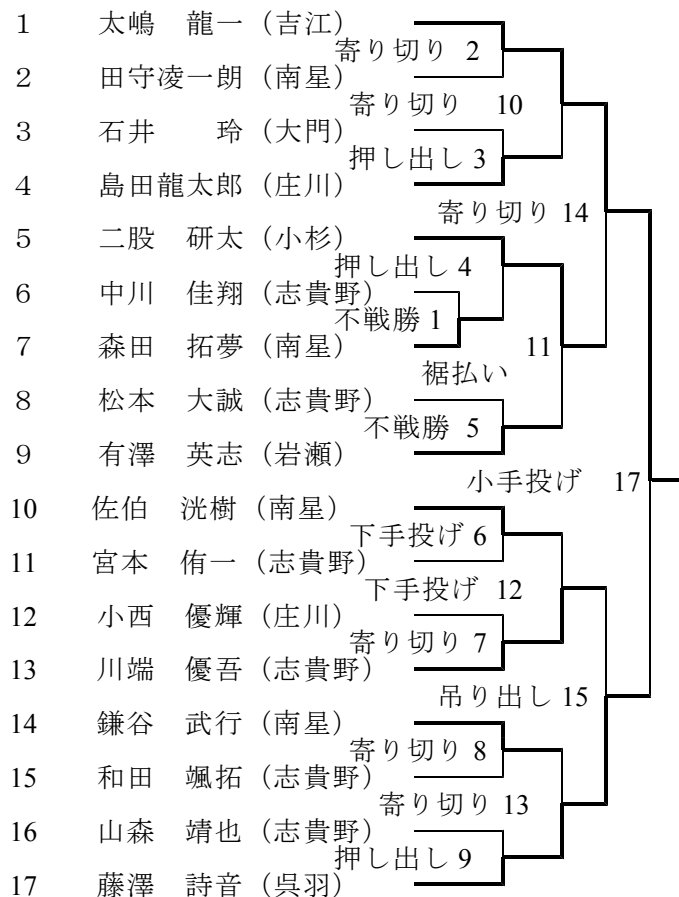 1 太嶋 龍一（吉江）
寄り切り 2
2 田守凌一朗（南星）
寄り切り 10
3 石井 玲（大門）
押し出し 3
4 島田龍太郎（庄川）
寄り切り 14
5 二股 研太（小杉）
押し出し 4
6 中川 佳翔（志貴野）
不戦勝 1
7 森田 拓夢（南星）
11
裾払い
8 松本 大誠（志貴野）
不戦勝 5
9 有澤 英志（岩瀬）
小手投げ 17
10 佐伯 洸樹（南星）
下手投げ 6
11 宮本 侑一（志貴野）
下手投げ 12
12 小西 優輝（庄川）
寄り切り 7
13 川端 優吾（志貴野）
吊り出し 15
14 鎌谷 武行（南星）
寄り切り 8
15 和田 颯拓（志貴野）
寄り切り 13
16 山森 靖也（志貴野）
押し出し 9
17 藤澤 詩音（呉羽）